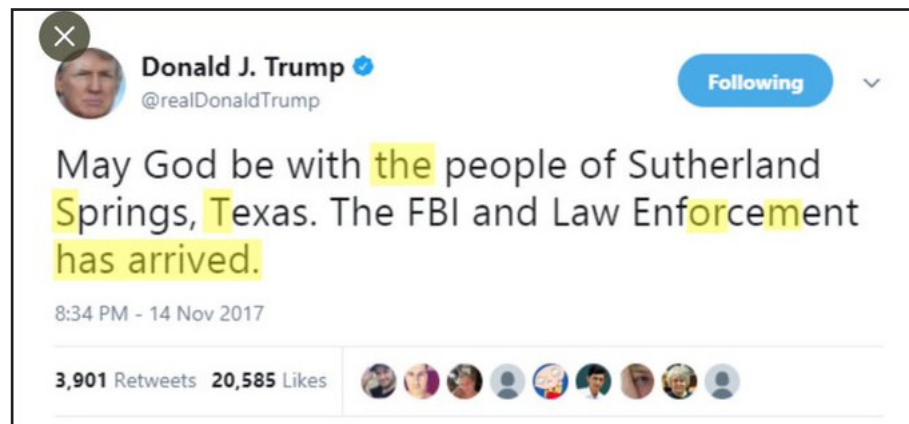 Donald J. Trump
@realDonaldTrump
Following
May God be with the people of Sutherland
Springs, Texas. The FBI and Law Enforcement
has arrived.
8:34 PM - 14 Nov 2017
3,901 Retweets 20,585 Likes